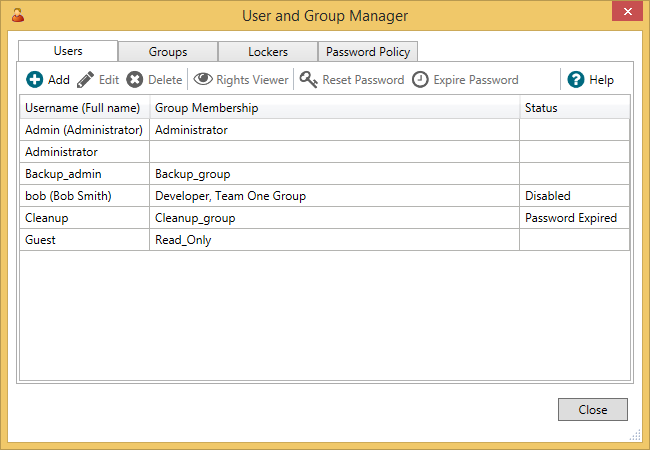 User and Group Manager
Users Groups Lockers Password Policy
Add Edit Delete Rights Viewer Reset Password Expire Password Help
Username (Full name) Group Membership Status
Admin (Administrator) Administrator
Administrator
Backup_admin Backup_group
bob (Bob Smith) Developer, Team One Group Disabled
Cleanup Cleanup_group Password Expired
Guest Read_Only
Close